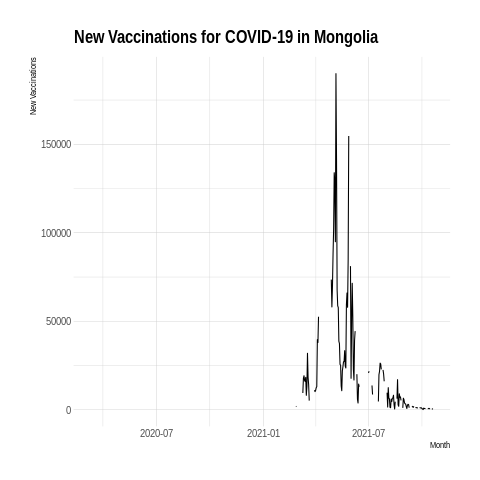 New Vaccinations for COVID-19 in Mongolia
New Vaccinations
150000
100000
50000
0
2020-07 2021-01 2021-07
Month